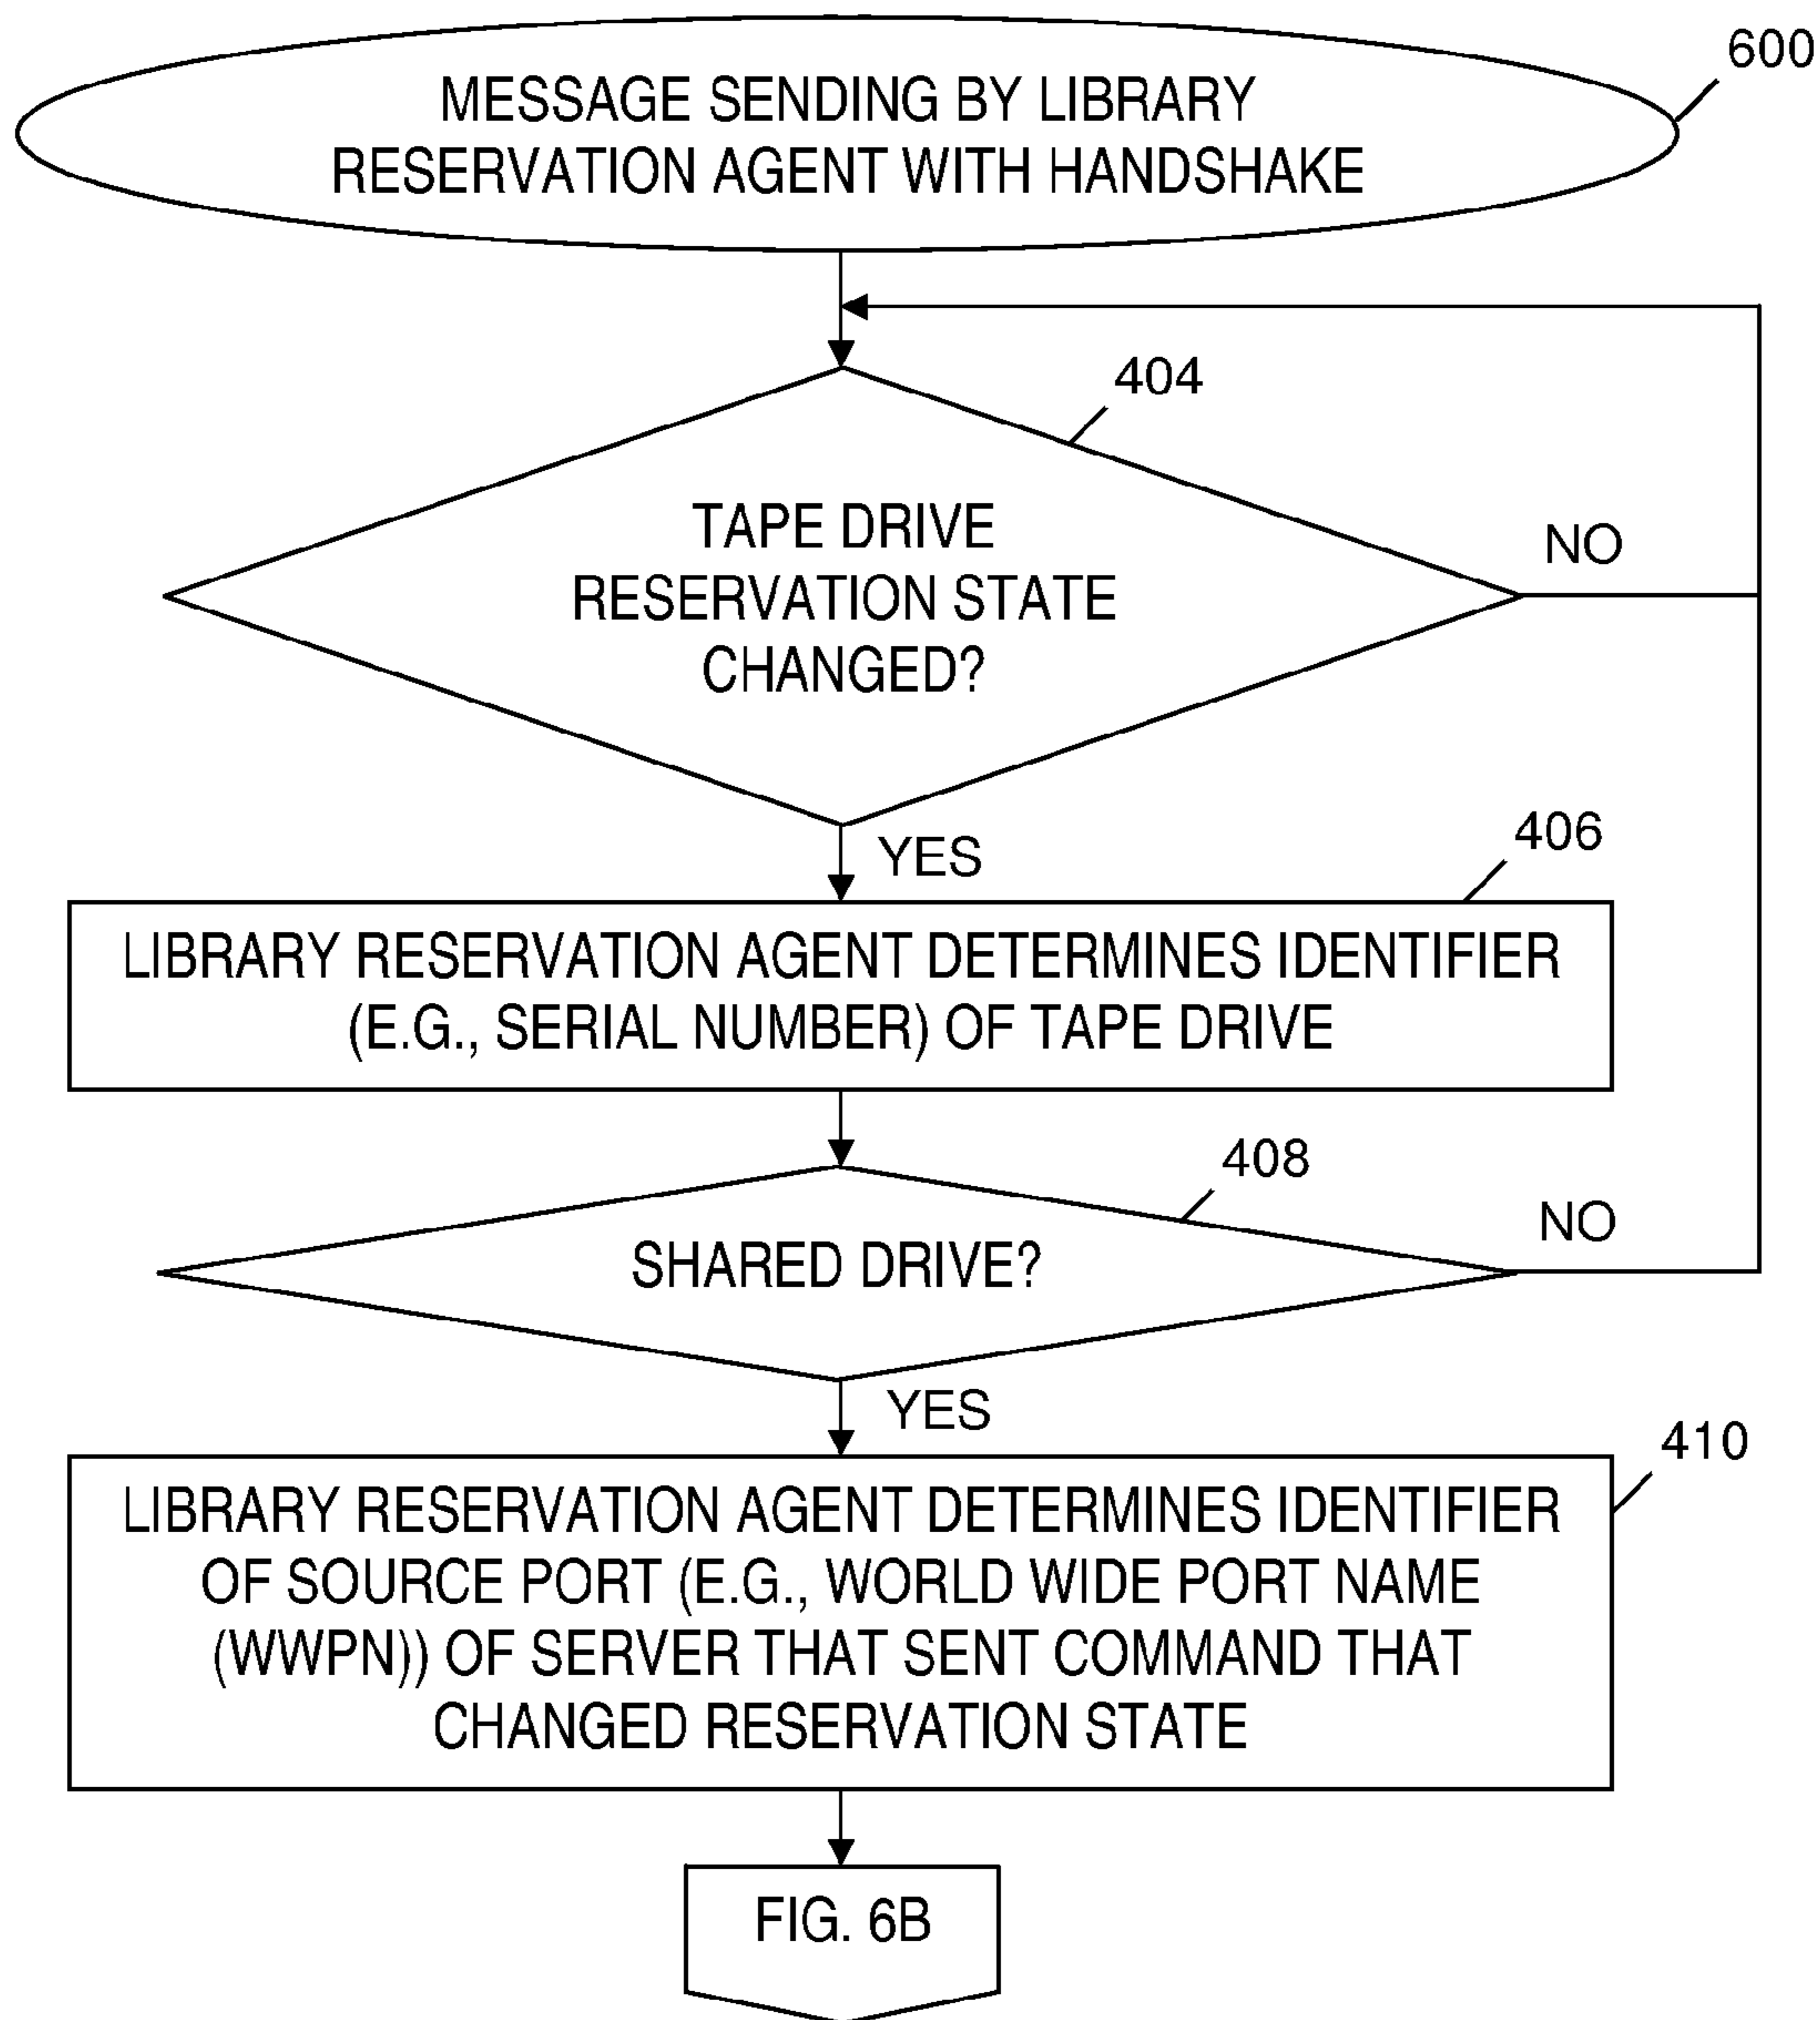 600
MESSAGE SENDING BY LIBRARY
RESERVATION AGENT WITH HANDSHAKE
404
TAPE DRIVE
RESERVATION STATE
CHANGED?
NO
YES
406
LIBRARY RESERVATION AGENT DETERMINES IDENTIFIER
(E.G., SERIAL NUMBER) OF TAPE DRIVE
408
SHARED DRIVE?
NO
YES
410
LIBRARY RESERVATION AGENT DETERMINES IDENTIFIER
OF SOURCE PORT (E.G., WORLD WIDE PORT NAME
(WWPN)) OF SERVER THAT SENT COMMAND THAT
CHANGED RESERVATION STATE
FIG. 6B